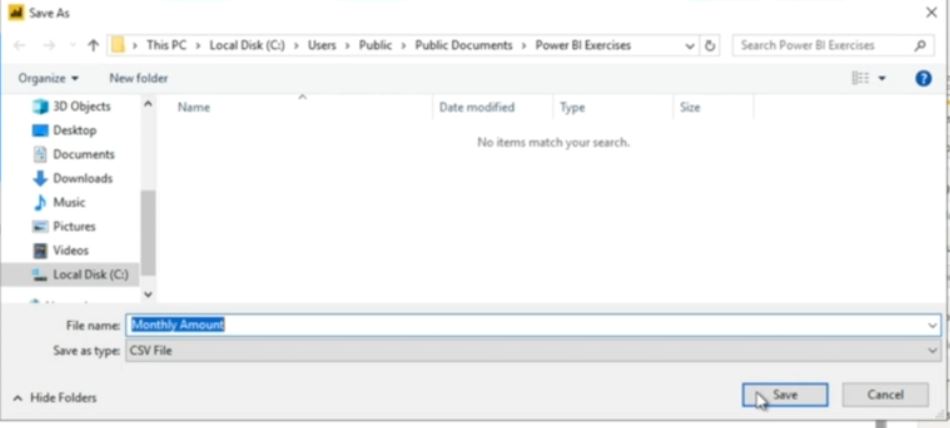 Save As
This PC > Local Disk (C:) > Users > Public > Public Documents > Power BI Exercises
Search Power BI Exercises
Organize
New folder
?
Name
Date modified
Type
Size
3D Objects
Desktop
Documents
Downloads
Music
Pictures
Videos
Local Disk (C:)
No items match your search.
File name: Monthly Amount
Save as type: CSV File
Hide Folders
Save
Cancel